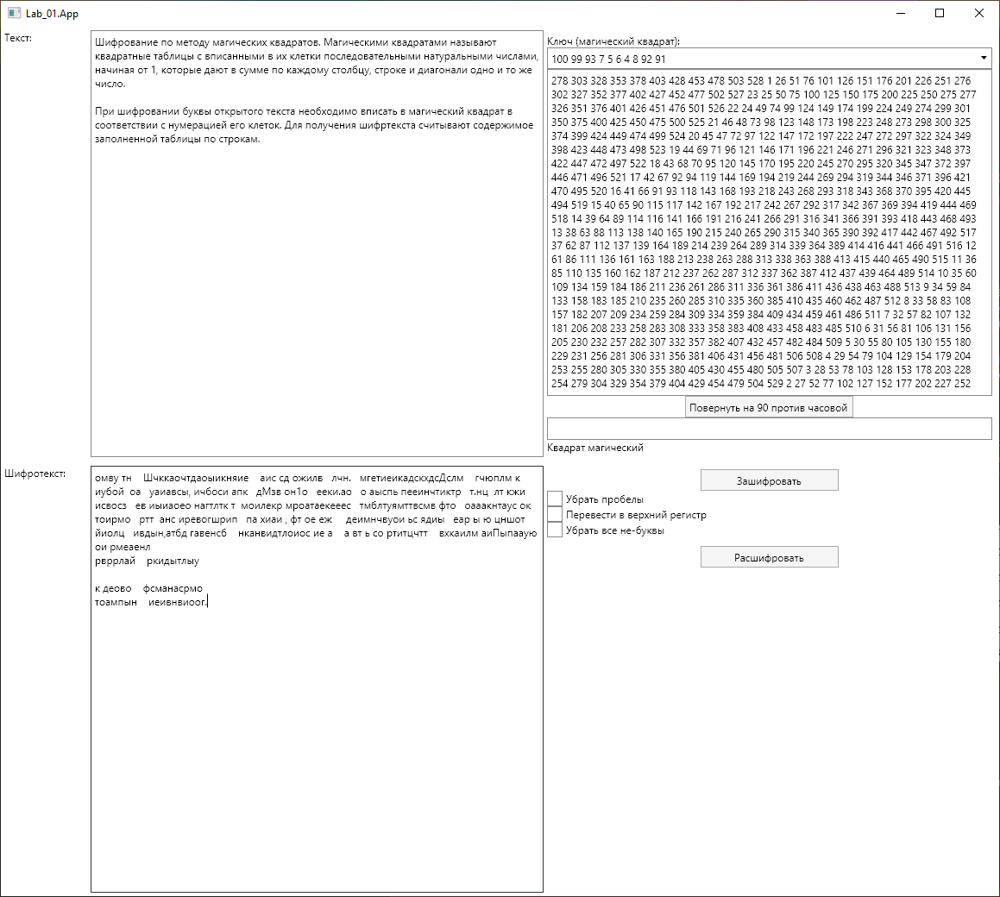 Lab_01.App
Текст:
Шифрование по методу магических квадратов. Магическими квадратами называют
квадратные таблицы с вписанными в их клетки последовательными натуральными числами,
начиная от 1, которые дают в сумме по каждому столбцу, строке и диагонали одно и то же
число.
При шифровании буквы открытого текста необходимо вписать в магический квадрат в
соответствии с нумерацией его клеток. Для получения шифртекста считывают содержимое
заполненной таблицы по строкам.
Ключ (магический квадрат):
100 99 93 7 5 6 4 8 92 91
278 303 328 353 378 403 428 453 478 503 528 1 26 51 76 101 126 151 176 201 226 251 276
302 327 352 377 402 427 452 477 502 527 23 25 50 75 100 125 150 175 200 225 250 275 277
326 351 376 401 426 451 476 501 526 22 24 49 74 99 124 149 174 199 224 249 274 299 301
350 375 400 425 450 475 500 525 21 46 48 73 98 123 148 173 198 223 248 273 298 300 325
374 399 424 449 474 499 524 20 45 47 72 97 122 147 172 197 222 247 272 297 322 324 349
398 423 448 473 498 523 19 44 69 71 96 121 146 171 196 221 246 271 296 321 323 348 373
422 447 472 497 522 18 43 68 70 95 120 145 170 195 220 245 270 295 320 345 347 372 397
446 471 496 521 17 42 67 92 94 119 144 169 194 219 244 269 294 319 344 346 371 396 421
470 495 520 16 41 66 91 93 118 143 168 193 218 243 268 293 318 343 368 370 395 420 445
494 519 15 40 65 90 115 117 142 167 192 217 242 267 292 317 342 367 369 394 419 444 469
518 14 39 64 89 114 116 141 166 191 216 241 266 291 316 341 366 391 393 418 443 468 493
13 38 63 88 113 138 140 165 190 215 240 265 290 315 340 365 390 392 417 442 467 492 517
37 62 87 112 137 139 164 189 214 239 264 289 314 339 364 389 414 416 441 466 491 516 12
61 86 111 136 161 163 188 213 238 263 288 313 338 363 388 413 415 440 465 490 515 11 36
85 110 135 160 162 187 212 237 262 287 312 337 362 387 412 437 439 464 489 514 10 35 60
109 134 159 184 186 211 236 261 286 311 336 361 386 411 436 438 463 488 513 9 34 59 84
133 158 183 185 210 235 260 285 310 335 360 385 410 435 460 462 487 512 8 33 58 83 108
157 182 207 209 234 259 284 309 334 359 384 409 434 459 461 486 511 7 32 57 82 107 132
181 206 208 233 258 283 308 333 358 383 408 433 458 483 485 510 6 31 56 81 106 131 156
205 230 232 257 282 307 332 357 382 407 432 457 482 484 509 5 30 55 80 105 130 155 180
229 231 256 281 306 331 356 381 406 431 456 481 506 508 4 29 54 79 104 129 154 179 204
253 255 280 305 330 355 380 405 430 455 480 505 507 3 28 53 78 103 128 153 178 203 228
254 279 304 329 354 379 404 429 454 479 504 529 2 27 52 77 102 127 152 177 202 227 252
Повернуть на 90 против часовой
Квадрат магический
Шифротекст:
омву тн    Шчккаочтдаоыикняие    аис сд ожилв   лчн.   мгетиеикадскхдсДслм    гчюплм к
иубой  оа   уаиавсы, ичбоси апк   дМзв он1о   ееки.ао   о аыспь пееинчтиктр   т.нц  лт кжи
исвосз   ев иыиаоео нагтлтк т  моилекр мроатаекееес   тмблтуямттвсмв фто   оааакнтаус ок
тоирмо   ртт  анс иревогшрип   па хиаи , фт ое еж     деимнчвуои ьс ядиы   еар ы ю цншот
йиолц   ивдын,атбд гавенсб    нканвидтлоиос ие а    а вт ь со ртитцчтт    вхкаилм аиПыпааую
ои рмеаенл
рвррлай    ркидытлыу
к деово    фсманасрмо
тоампын    иеивнвиоог.
Зашифровать
Убрать пробелы
Перевести в верхний регистр
Убрать все не-буквы
Расшифровать